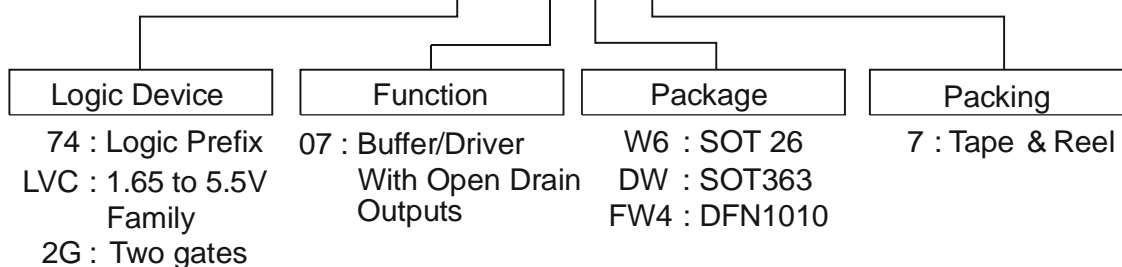 Logic Device
74 : Logic Prefix
LVC : 1.65 to 5.5V
Family
2G : Two gates
Function
07 : Buffer/Driver
With Open Drain
Outputs
Package
W6 : SOT 26
DW : SOT363
FW4 : DFN1010
Packing
7 : Tape & Reel